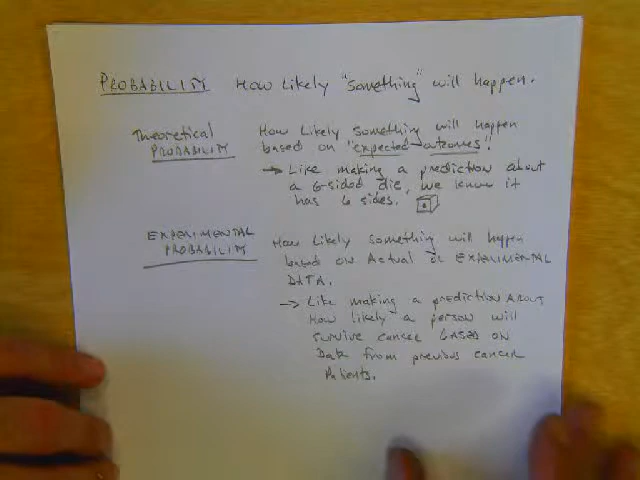 PROBABILITY How Likely "something" will happen.
Theoretical PROBABILITY
How Likely something will happen
based on "expected outcomes".
→ Like making a prediction about
a 6-sided die, we know it
has 6 sides.
EXPERIMENTAL PROBABILITY
How Likely something will happen
based on Actual or EXPERIMENTAL
DATA.
→ Like making a prediction About
How likely a person will
survive cancer BASED ON
Data from previous cancer
Patients.